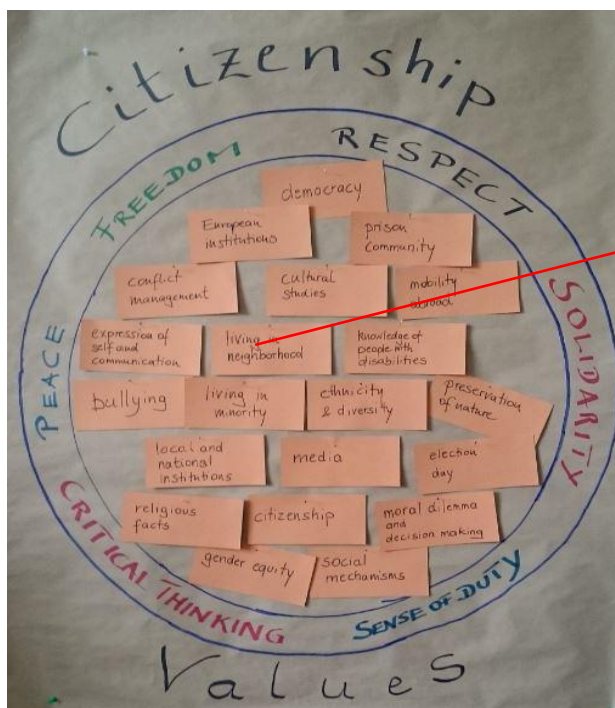 Citizenship
FREEDOM
RESPECT
PEACE
SOLIDARITY
CRITICAL THINKING
SENSE OF DUTY
democracy
European
institutions
prison
community
conflict
management
cultural
studies
mobility
abroad
expression of
self and
communication
living in
neighborhood
knowledge of
people with
disabilities
bullying
living in
minority
ethnicity
& diversity
preservation
of nature
local and
national
institutions
media
election
day
religious
facts
citizenship
moral dilemma
and
decision making
gender equity
social
mechanisms
Values